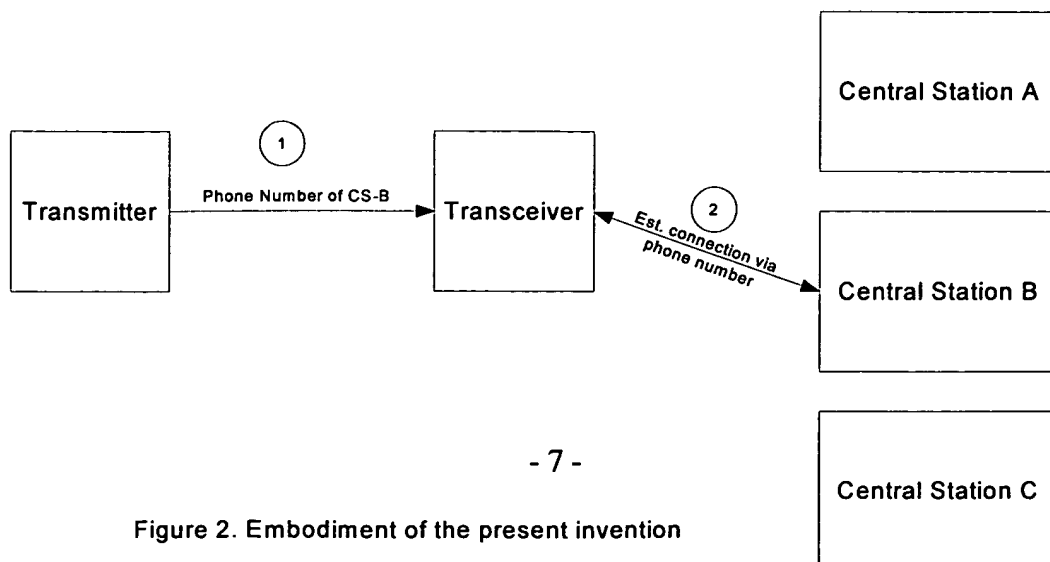 Central Station A
1
Phone Number of CS-B
Transmitter
Transceiver
2
Est. connection via
phone number
Central Station B
- 7 -
Central Station C
Figure 2. Embodiment of the present invention